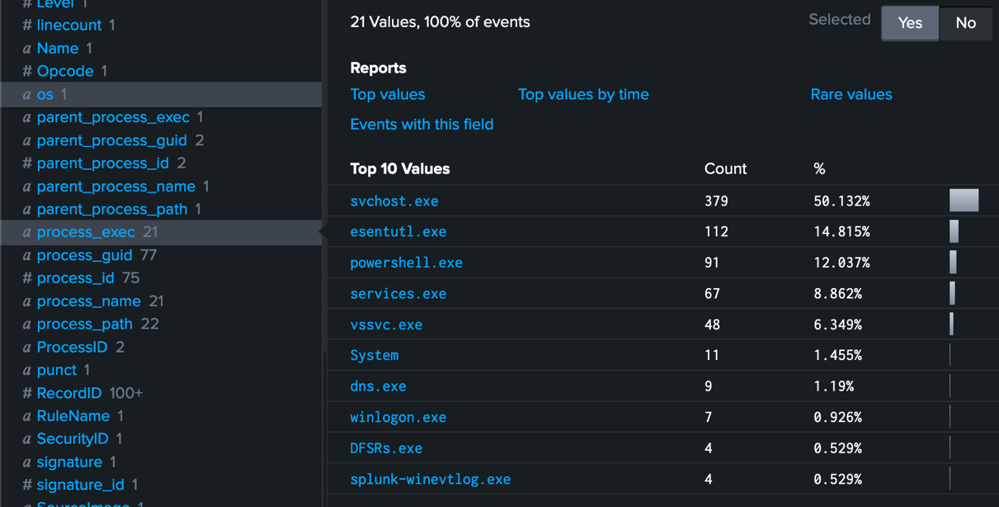 # Level 1
# linecount 1
a Name 1
# Opcode 1
a os 1
a parent_process_exec 1
a parent_process_guid 2
# parent_process_id 2
a parent_process_name 1
a parent_process_path 1
a process_exec 21
a process_guid 77
# process_id 75
a process_name 21
a process_path 22
a ProcessID 2
a punct 1
# RecordID 100+
a RuleName 1
a SecurityID 1
a signature 1
# signature_id 1
a SourceImage 1
21 Values, 100% of events
Selected Yes No
Reports
Top values Top values by time Rare values
Events with this field
Top 10 Values Count %
svchost.exe 379 50.132%
esentutl.exe 112 14.815%
powershell.exe 91 12.037%
services.exe 67 8.862%
vssvc.exe 48 6.349%
System 11 1.455%
dns.exe 9 1.19%
winlogon.exe 7 0.926%
DFSRs.exe 4 0.529%
splunk-winevtlog.exe 4 0.529%